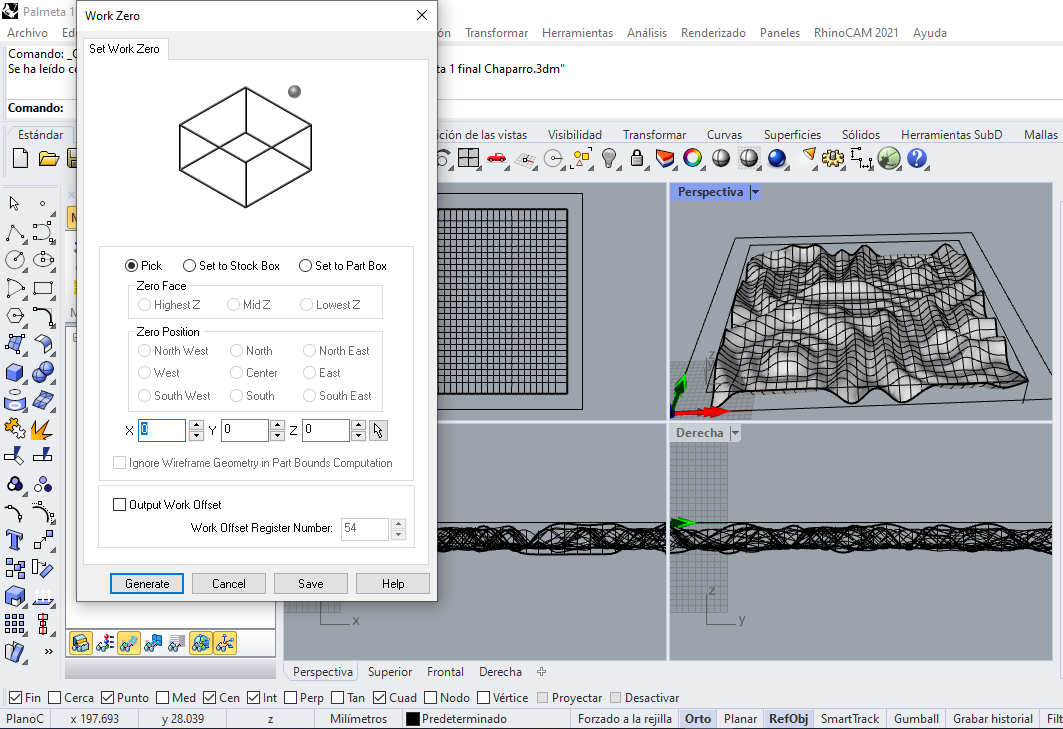 Palmeta 1
Work Zero
Archivo Ed
ón Transformar Herramientas Análisis Renderizado Paneles RhinoCAM 2021 Ayuda
Comando: _O
Se ha leído co
ta 1 final Chaparro.3dm"
Comando:
Set Work Zero
Estándar
ción de las vistas Visibilidad Transformar Curvas Superficies Sólidos Herramientas SubD Mallas
Perspectiva
Pick Set to Stock Box Set to Part Box
Zero Face
Highest Z Mid Z Lowest Z
Zero Position
North West North North East
West Center East
South West South South East
X 0 Y 0 Z 0
Ignore Wireframe Geometry in Part Bounds Computation
Output Work Offset
Work Offset Register Number: 54
Generate Cancel Save Help
z
Derecha
z
y
x
Perspectiva Superior Frontal Derecha
Fin Cerca Punto Med Cen Int Perp Tan Cuad Nodo Vértice Proyectar Desactivar
PlanoC x 197.693 y 28.039 z Milímetros Predeterminado Forzado a la rejilla Orto Planar RefObj SmartTrack Gumball Grabar historial Filt